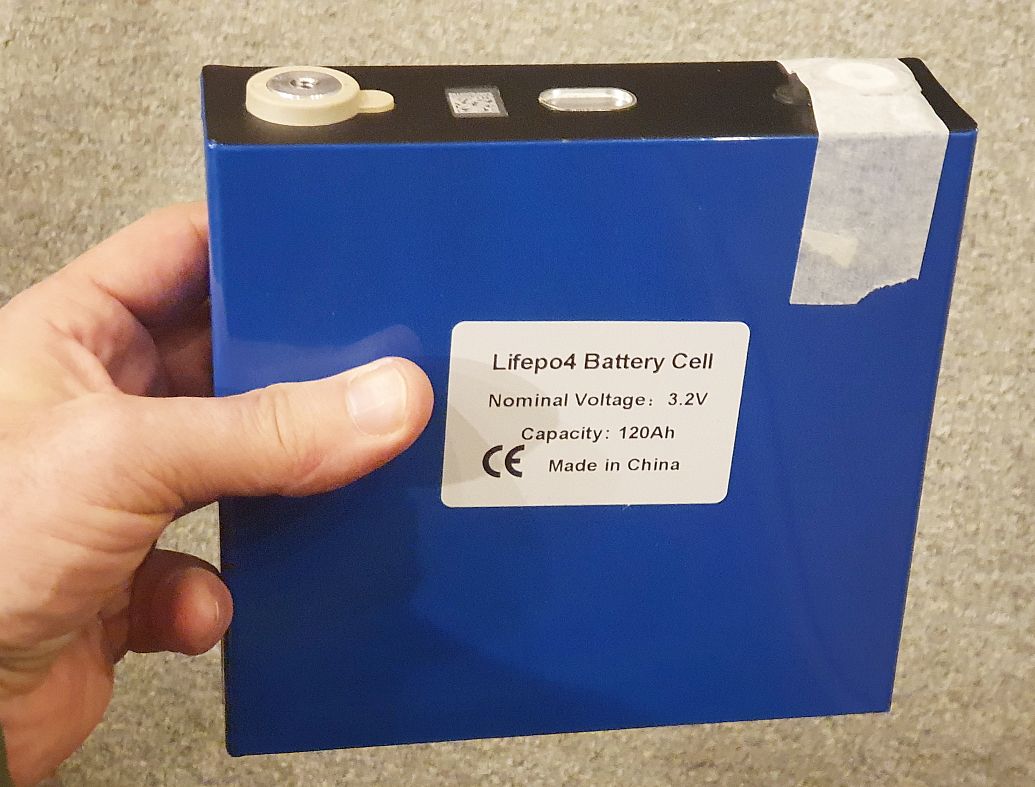 Lifepo4 Battery Cell
Nominal Voltage: 3.2V
Capacity: 120Ah
CE Made in China